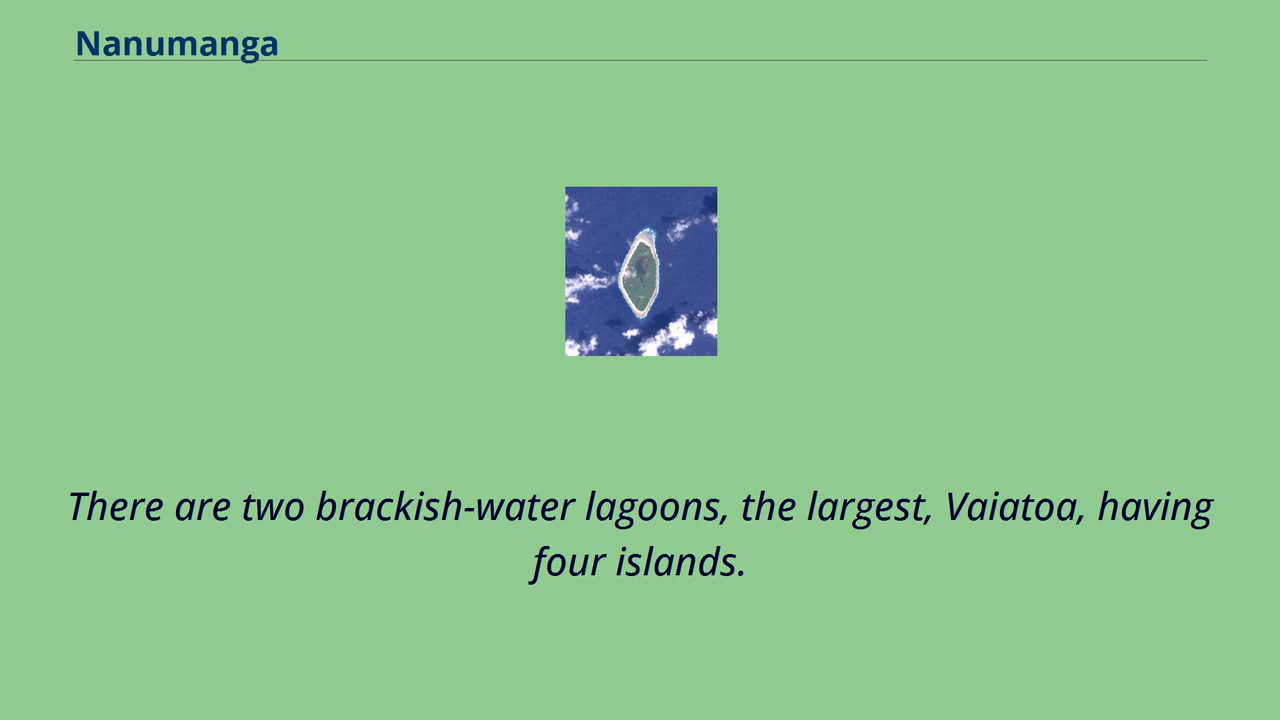 Nanumanga
There are two brackish-water lagoons, the largest, Vaiatoa, having
four islands.